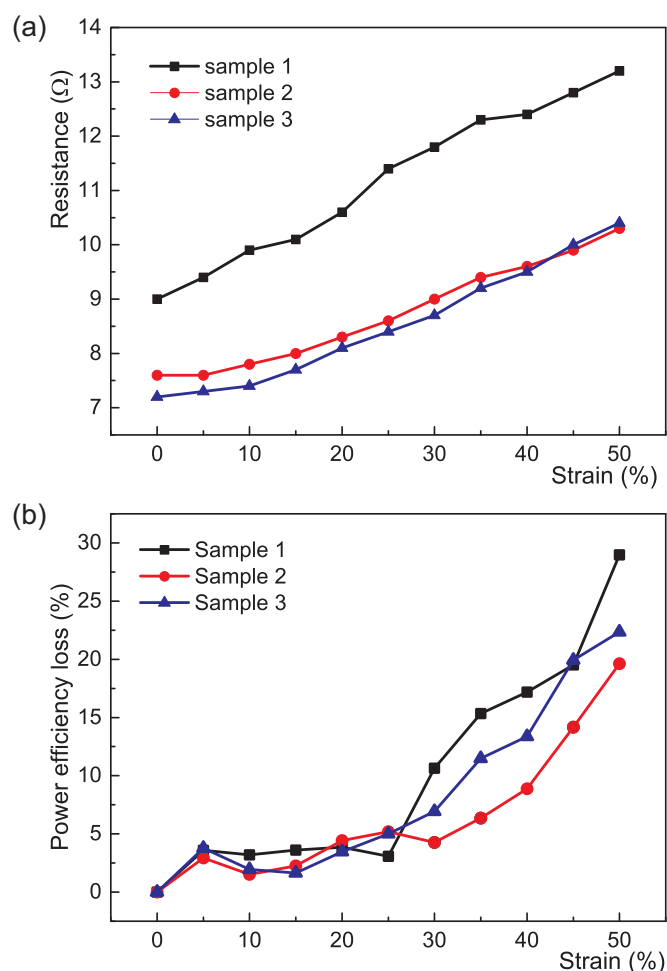 (a)
14
13
12
11
10
9
8
7
Resistance (Ω)
sample 1
sample 2
sample 3
0 10 20 30 40 50
Strain (%)
(b)
30
25
20
15
10
5
0
Power efficiency loss (%)
Sample 1
Sample 2
Sample 3
0 10 20 30 40 50
Strain (%)